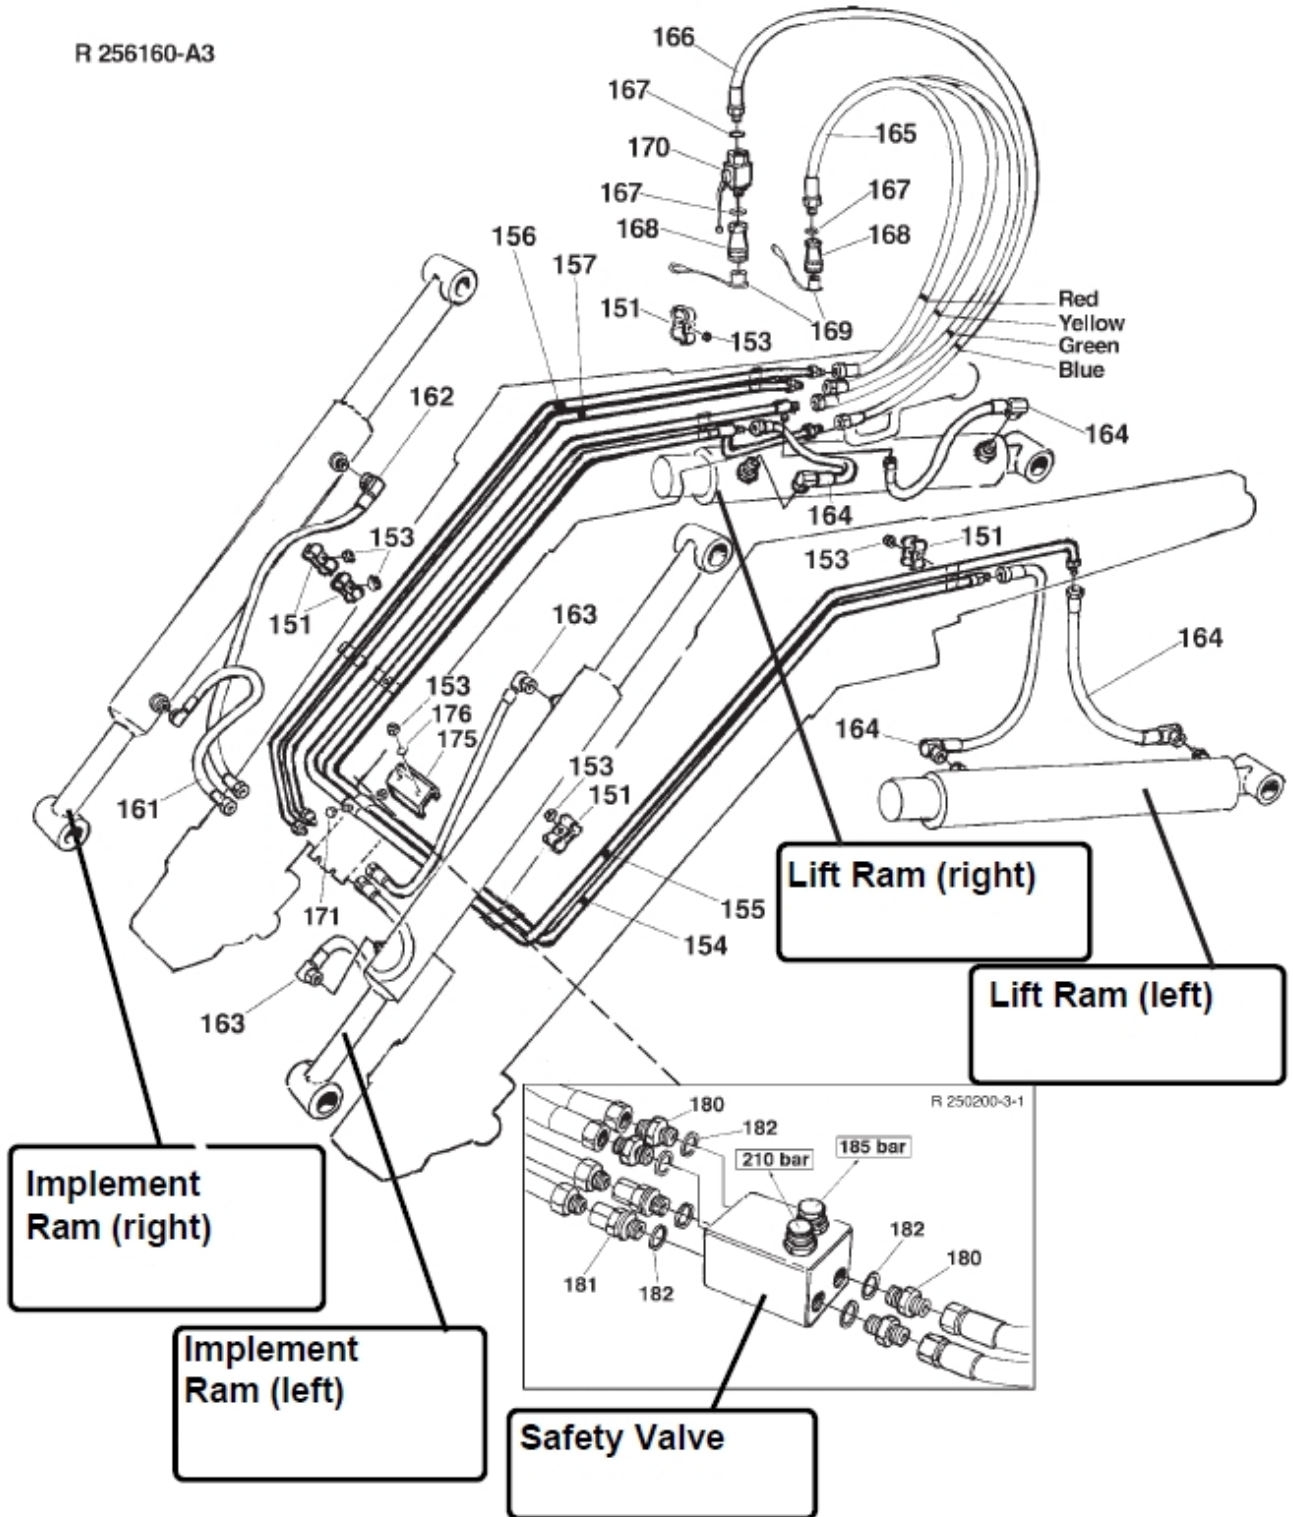 R 256160-A3
166
167
170
165
167
167
168
168
156
157
151
153
169
Red
Yellow
Green
Blue
162
164
153
164
151
153
151
163
164
153
176
175
164
153
151
161
171
155
154
163
Lift Ram (right)
Lift Ram (left)
R 250200-3-1
180
182
185 bar
210 bar
182
180
181
182
Implement
Ram (right)
Implement
Ram (left)
Safety Valve